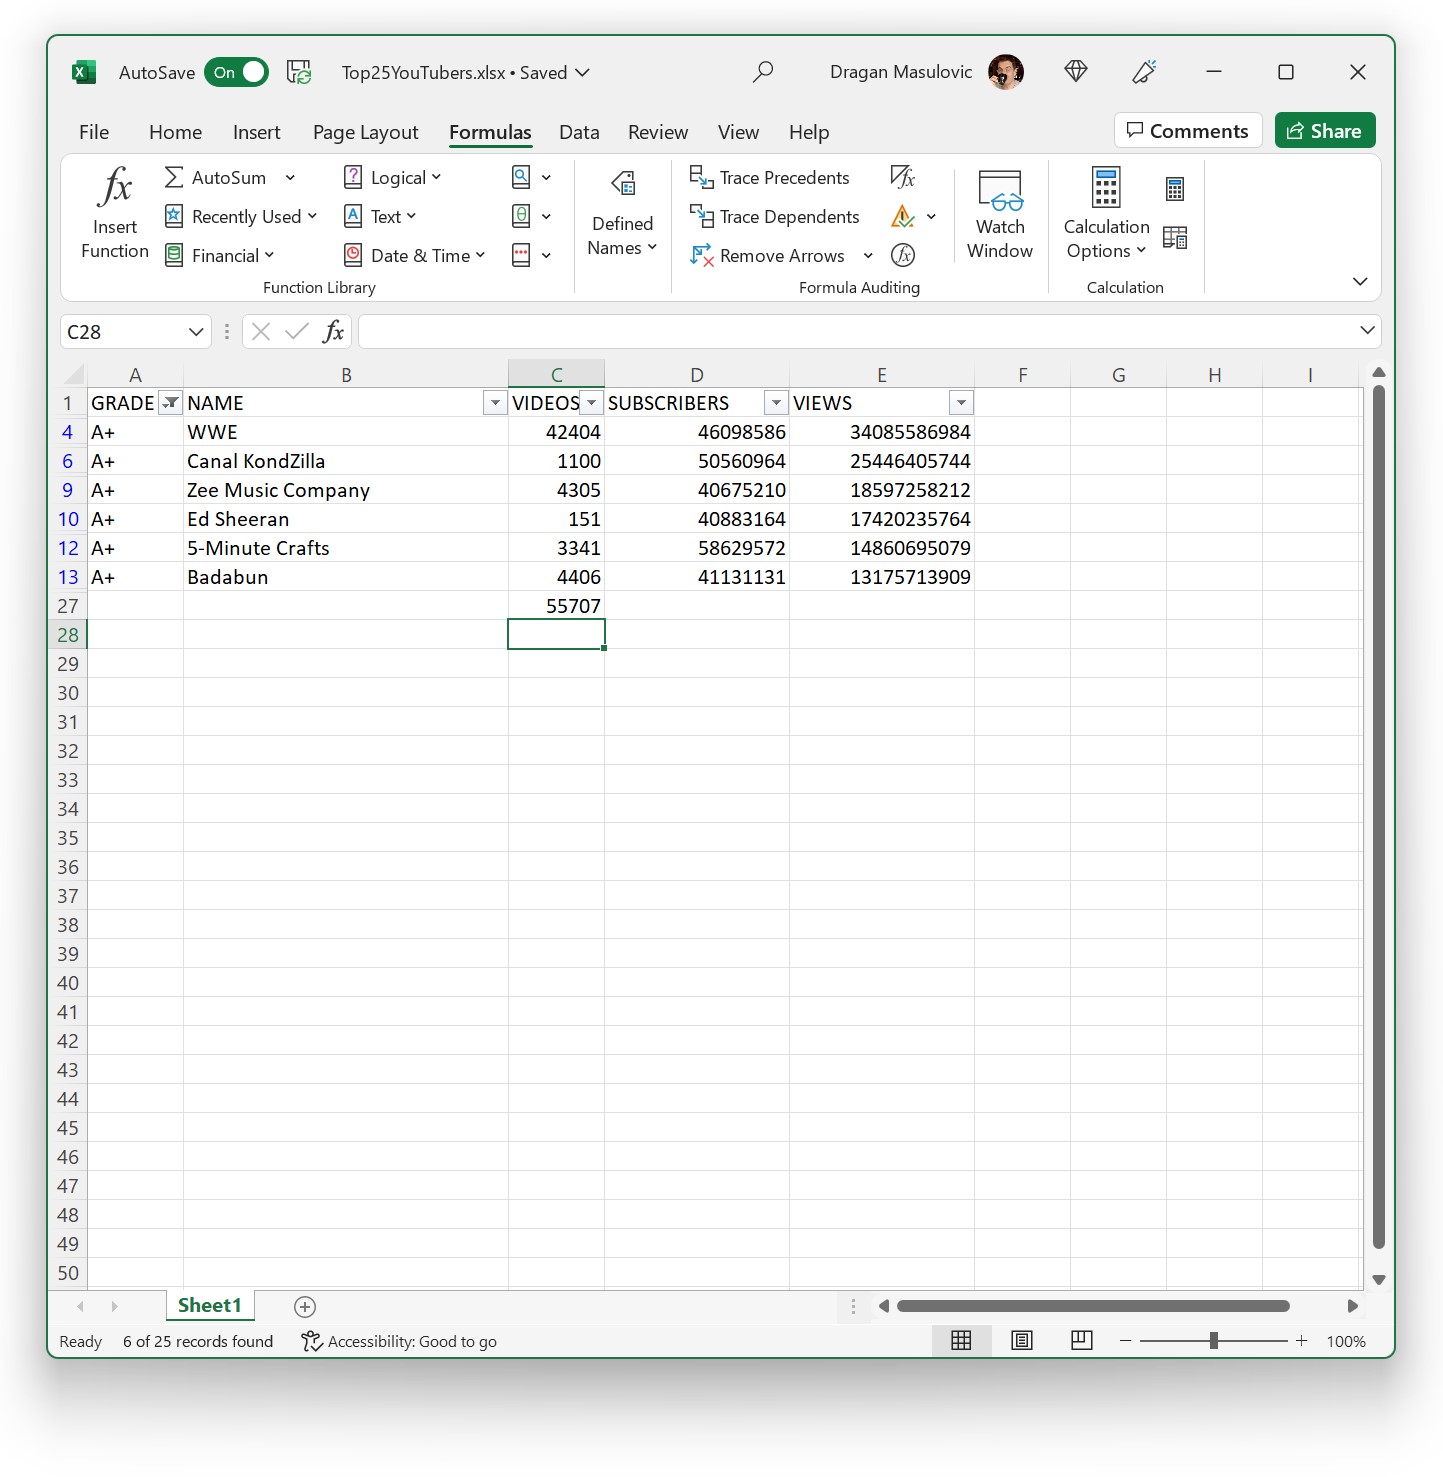 AutoSave On Top25YouTubers.xlsx • Saved Dragan Masulovic
File Home Insert Page Layout Formulas Data Review View Help Comments Share
fx Insert Function
AutoSum
Recently Used
Financial
Logical
Text
Date & Time
Function Library
Defined Names
Trace Precedents
Trace Dependents
Remove Arrows
Formula Auditing
Watch Window
Calculation Options
Calculation
C28 fx
A B C D E F G H I
1 GRADE NAME VIDEOS SUBSCRIBERS VIEWS
4 A+ WWE 42404 46098586 34085586984
6 A+ Canal KondZilla 1100 50560964 25446405744
9 A+ Zee Music Company 4305 40675210 18597258212
10 A+ Ed Sheeran 151 40883164 17420235764
12 A+ 5-Minute Crafts 3341 58629572 14860695079
13 A+ Badabun 4406 41131131 13175713909
27 55707
28
29
30
31
32
33
34
35
36
37
38
39
40
41
42
43
44
45
46
47
48
49
50
Sheet1
Ready 6 of 25 records found Accessibility: Good to go 100%